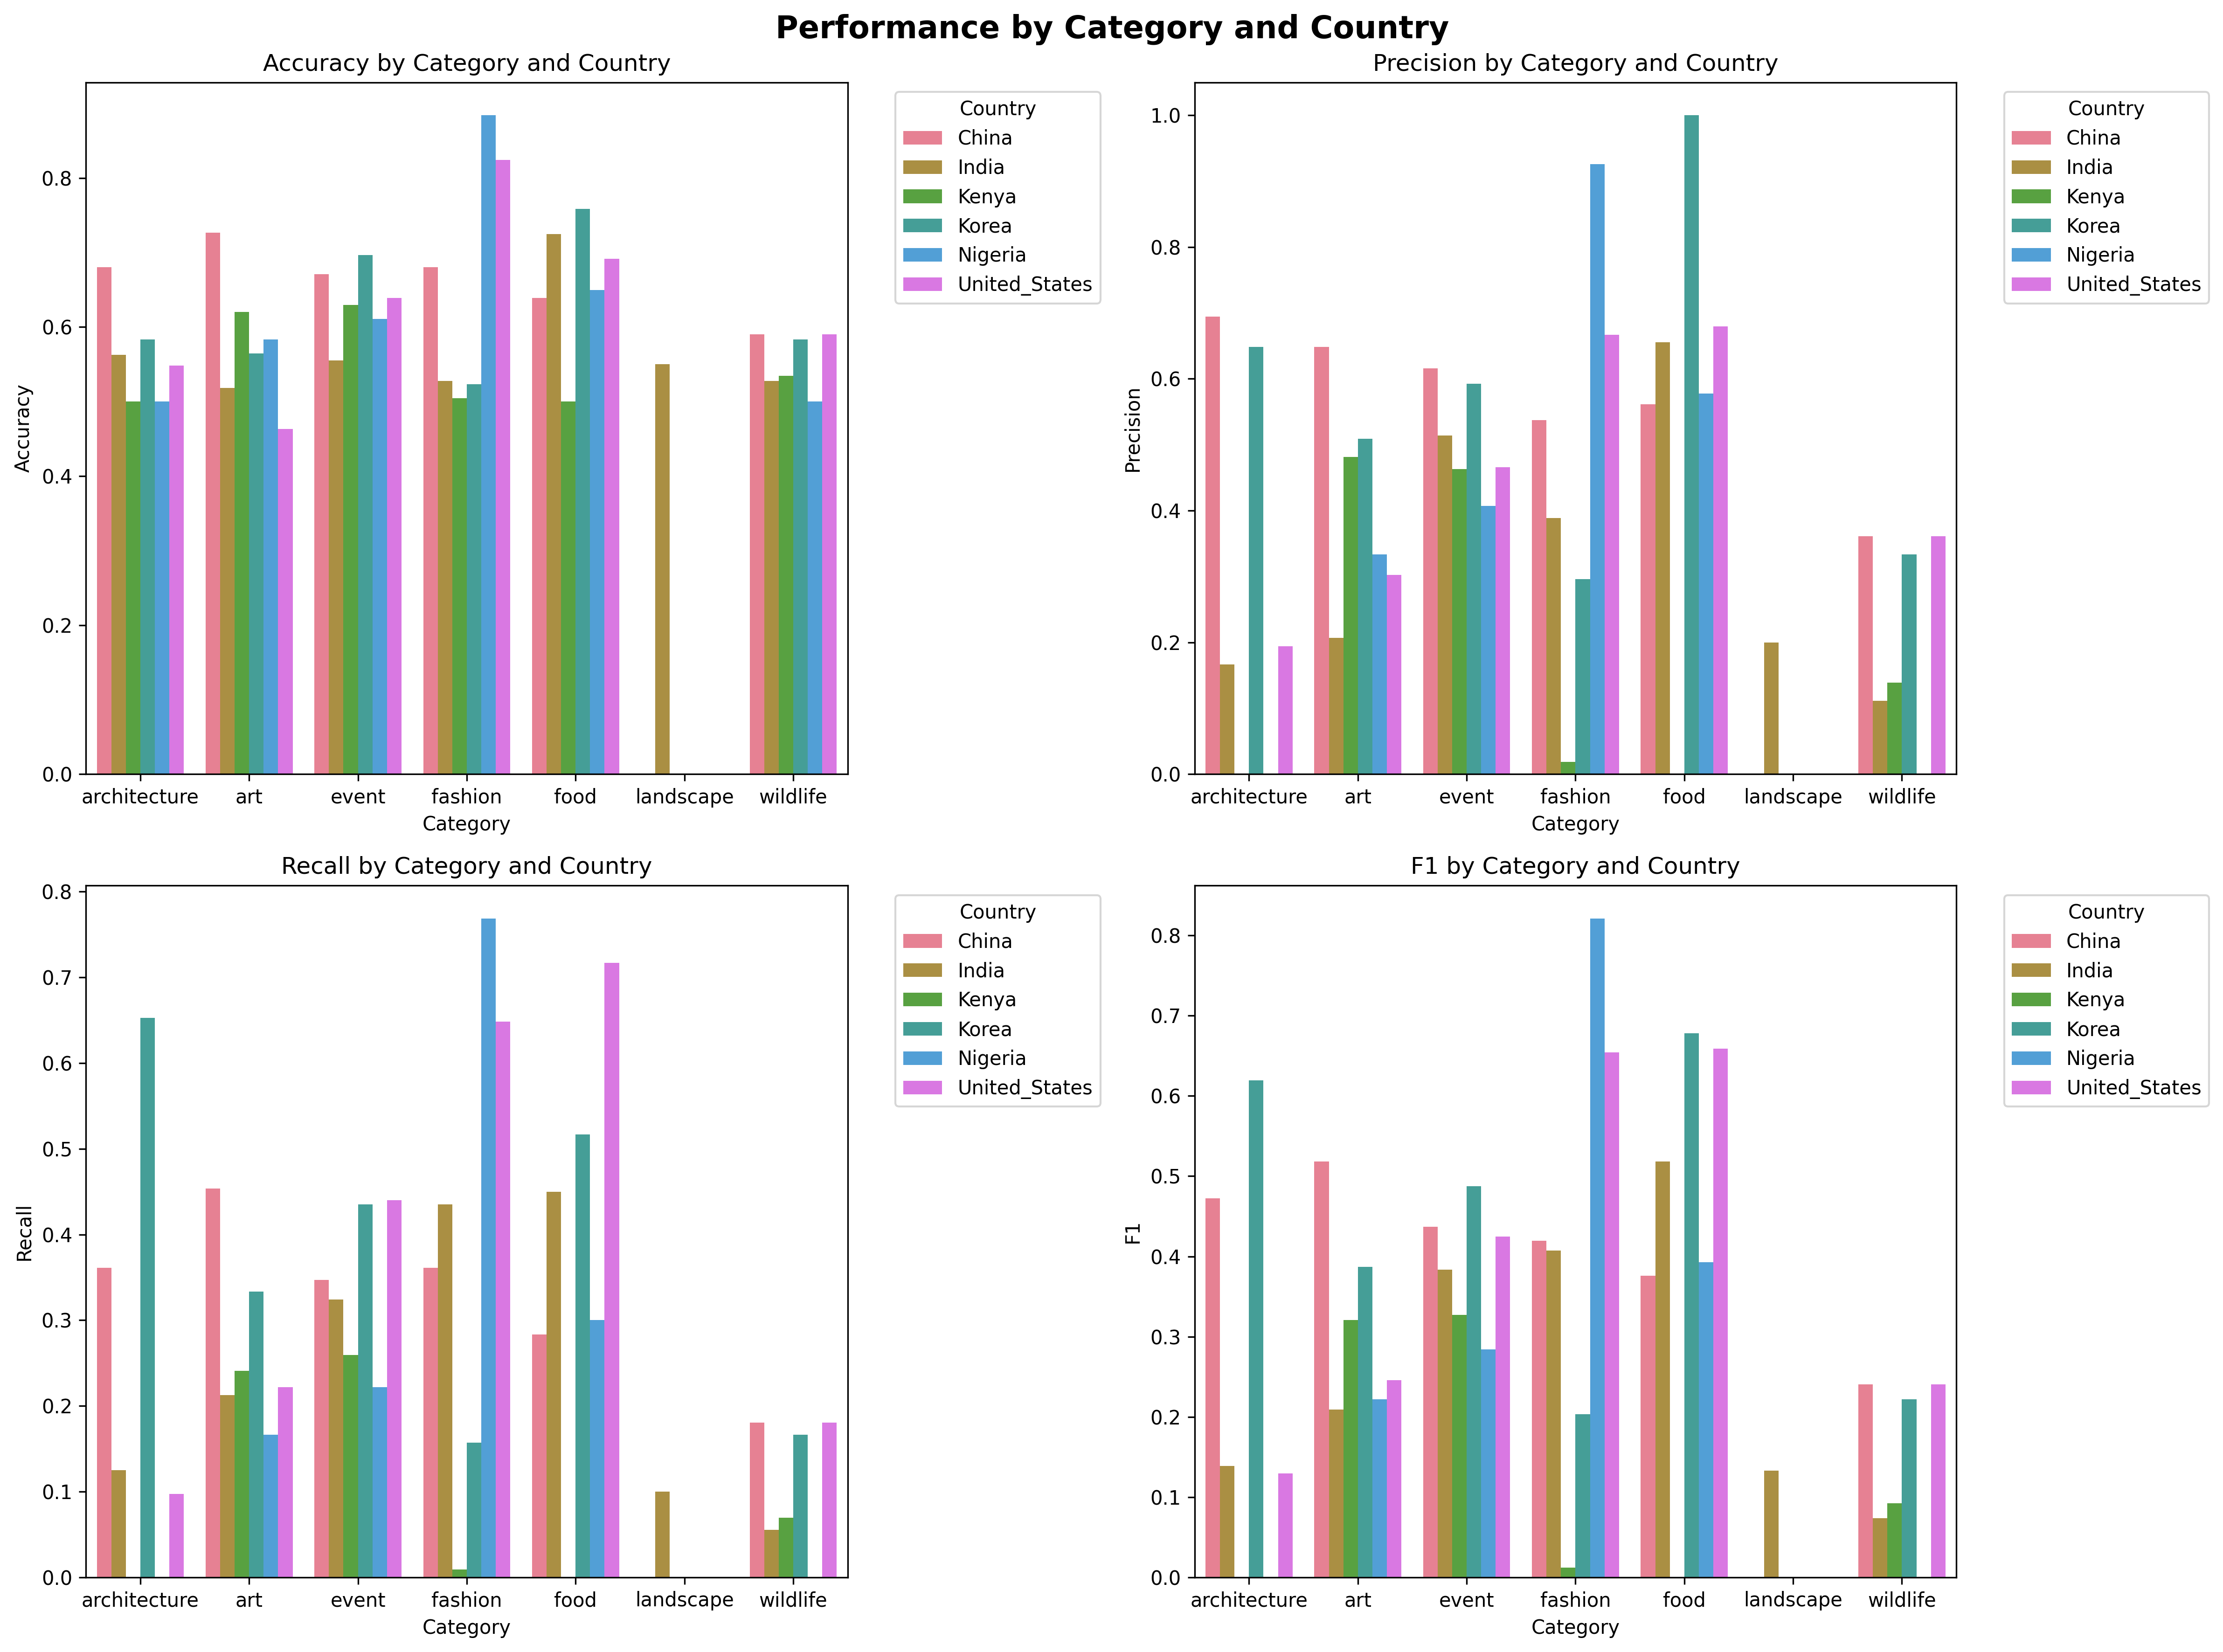 Performance by Category and Country
Accuracy by Category and Country
Accuracy
0.8
0.6
0.4
0.2
0.0
architecture art event fashion food landscape wildlife
Category
Country
China
India
Kenya
Korea
Nigeria
United_States
Precision by Category and Country
Precision
1.0
0.8
0.6
0.4
0.2
0.0
architecture art event fashion food landscape wildlife
Category
Country
China
India
Kenya
Korea
Nigeria
United_States
Recall by Category and Country
Recall
0.8
0.7
0.6
0.5
0.4
0.3
0.2
0.1
0.0
architecture art event fashion food landscape wildlife
Category
Country
China
India
Kenya
Korea
Nigeria
United_States
F1 by Category and Country
F1
0.8
0.7
0.6
0.5
0.4
0.3
0.2
0.1
0.0
architecture art event fashion food landscape wildlife
Category
Country
China
India
Kenya
Korea
Nigeria
United_States